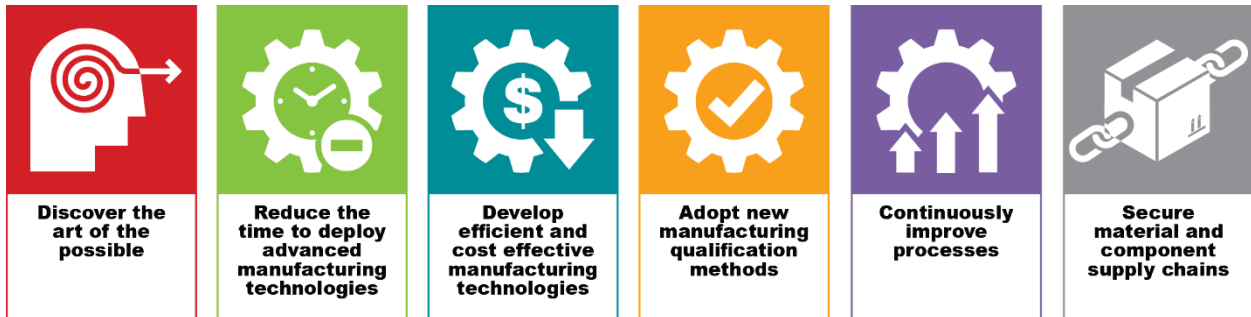 Discover the
art of the
possible
Reduce the
time to deploy
advanced
manufacturing
technologies
Develop
efficient and
cost effective
manufacturing
technologies
Adopt new
manufacturing
qualification
methods
Continuously
improve
processes
Secure
material and
component
supply chains